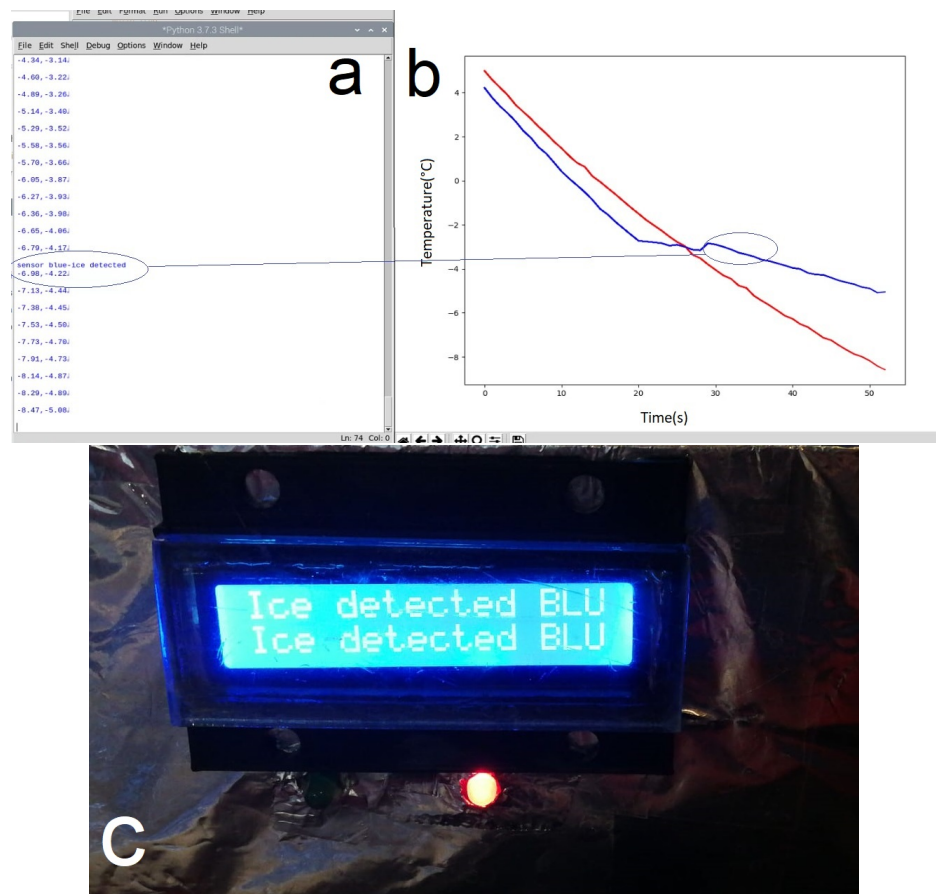 File Edit Format Run Options Window Help
*Python 3.7.3 Shell*
File Edit Shell Debug Options Window Help
-4.34,-3.14
-4.60,-3.22
-4.89,-3.26
-5.14,-3.40
-5.29,-3.52
-5.58,-3.56
-5.70,-3.66
-6.05,-3.87
-6.27,-3.93
-6.36,-3.98
-6.65,-4.06
-6.79,-4.17
sensor blue-ice detected
-6.98,-4.22
-7.13,-4.44
-7.38,-4.45
-7.53,-4.50
-7.73,-4.70
-7.91,-4.73
-8.14,-4.87
-8.29,-4.89
-8.47,-5.08
Ln: 74 Col: 0
a
b
Temperature(°C)
4
2
0
−2
−4
−6
−8
0 10 20 30 40 50
Time(s)
Ice detected BLU
Ice detected BLU
c